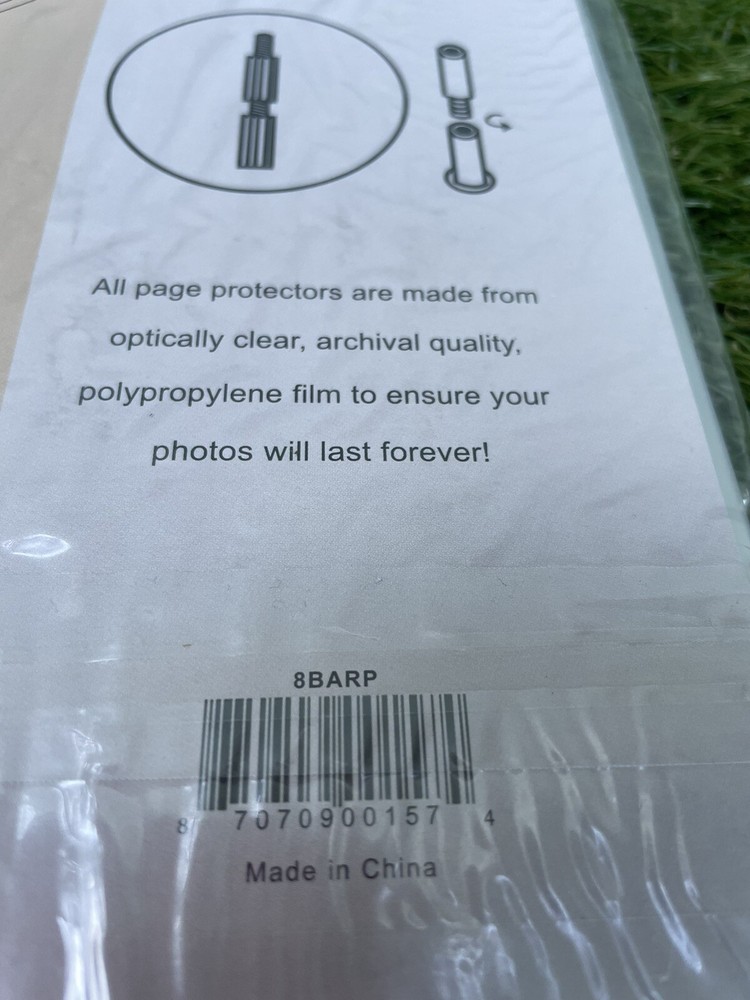 All page protectors are made from
optically clear, archival quality,
polypropylene film to ensure your
photos will last forever!
8BARP
8 7070900157 4
Made in China